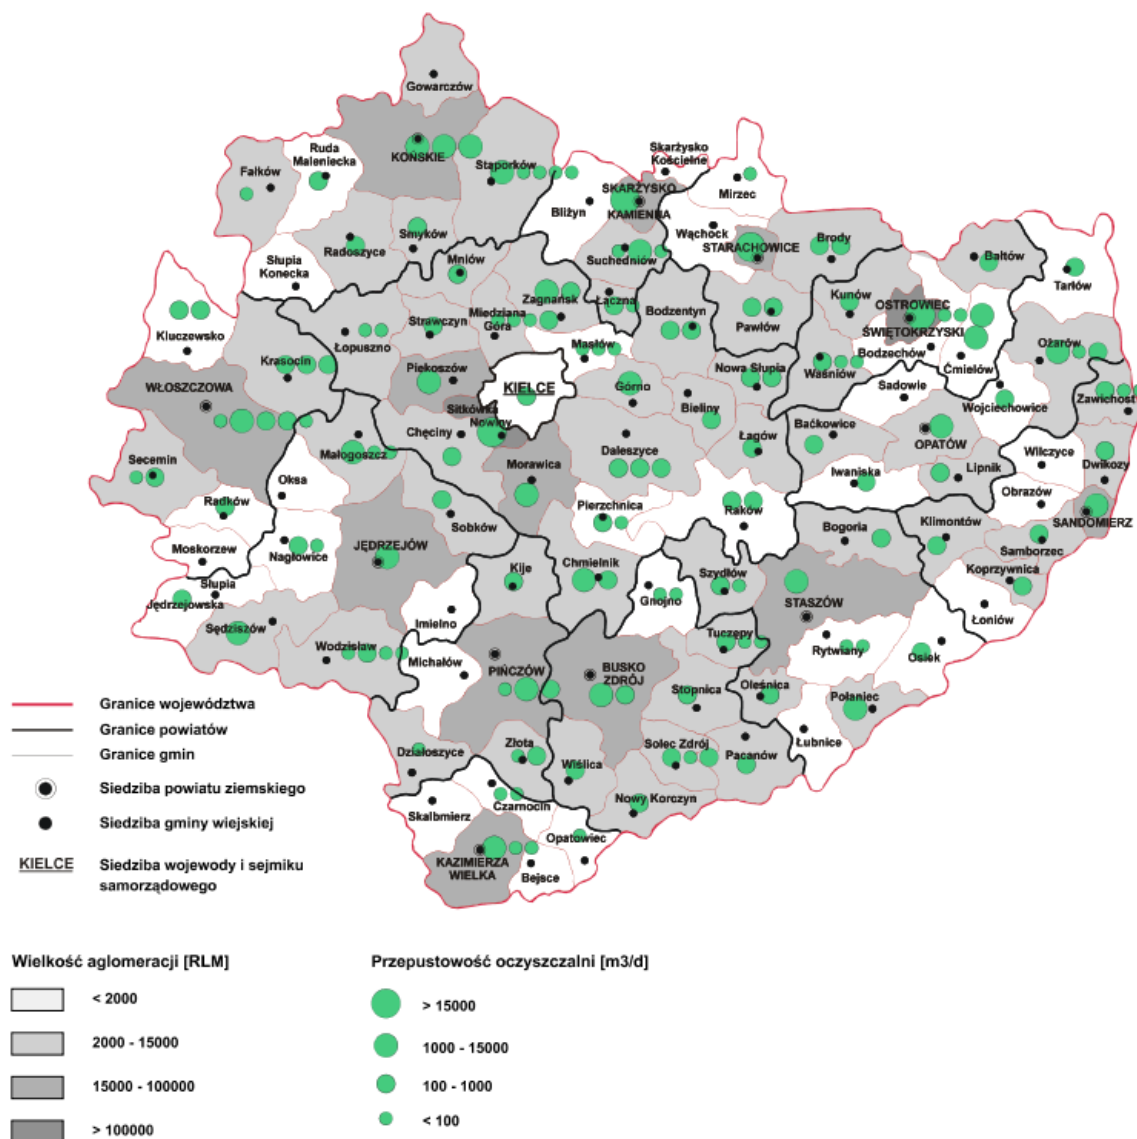 Gowarczów
Ruda
Maleniecka
KOŃSKIE
Stąporków
Skarżysko
Kościelne
Fałków
SKARŻYSKO
KAMIENNA
Mirzec
Bliżyn
Radoszyce
Smyków
Wąchock
STARACHOWICE
Brody
Słupia
Konecka
Mniów
Suchedniów
Bałtów
Tarłów
Kluczewsko
Zagnańsk
Łączna
Bodzentyn
Kunów
OSTROWIEC
ŚWIĘTOKRZYSKI
Łopuszno
Strawczyn
Miedziana
Góra
Pawłów
Masłów
Bodzechów
Ćmielów
Ożarów
Krasocin
Piekoszów
KIELCE
Nowa Słupia
Waśniów
WŁOSZCZOWA
Górno
Sadowie
Wojciechowice
Zawichost
Sitkówka
Nowiny
Bieliny
Chęciny
Baćkowice
OPATÓW
Małogoszcz
Daleszyce
Łagów
Secemin
Morawica
Iwaniska
Lipnik
Wilczyce
Dwikozy
Oksa
Obrazów
Radków
Pierzchnica
Raków
SANDOMIERZ
Sobków
Bogoria
Klimontów
Moskorzew
Nagłowice
JĘDRZEJÓW
Samborzec
Kije
Chmielnik
Szydłów
Koprzywnica
Słupia
Jędrzejowska
Gnojno
STASZÓW
Imielno
Łoniów
Sędziszów
Tuczępy
Wodzisław
Rytwiany
Osiek
Michałów
PIŃCZÓW
BUSKO
ZDRÓJ
Stopnica
Oleśnica
Połaniec
Działoszyce
Złota
Solec Zdrój
Pacanów
Łubnice
Wiślica
Nowy Korczyn
Czarnocin
Skalbmierz
Opatowiec
KAZIMIERZA
WIELKA
Bejsce
Granice województwa
Granice powiatów
Granice gmin
Siedziba powiatu ziemskiego
Siedziba gminy wiejskiej
KIELCE Siedziba wojewody i sejmiku
samorządowego
Wielkość aglomeracji [RLM]
< 2000
2000 - 15000
15000 - 100000
> 100000
Przepustowość oczyszczalni [m3/d]
> 15000
1000 - 15000
100 - 1000
< 100